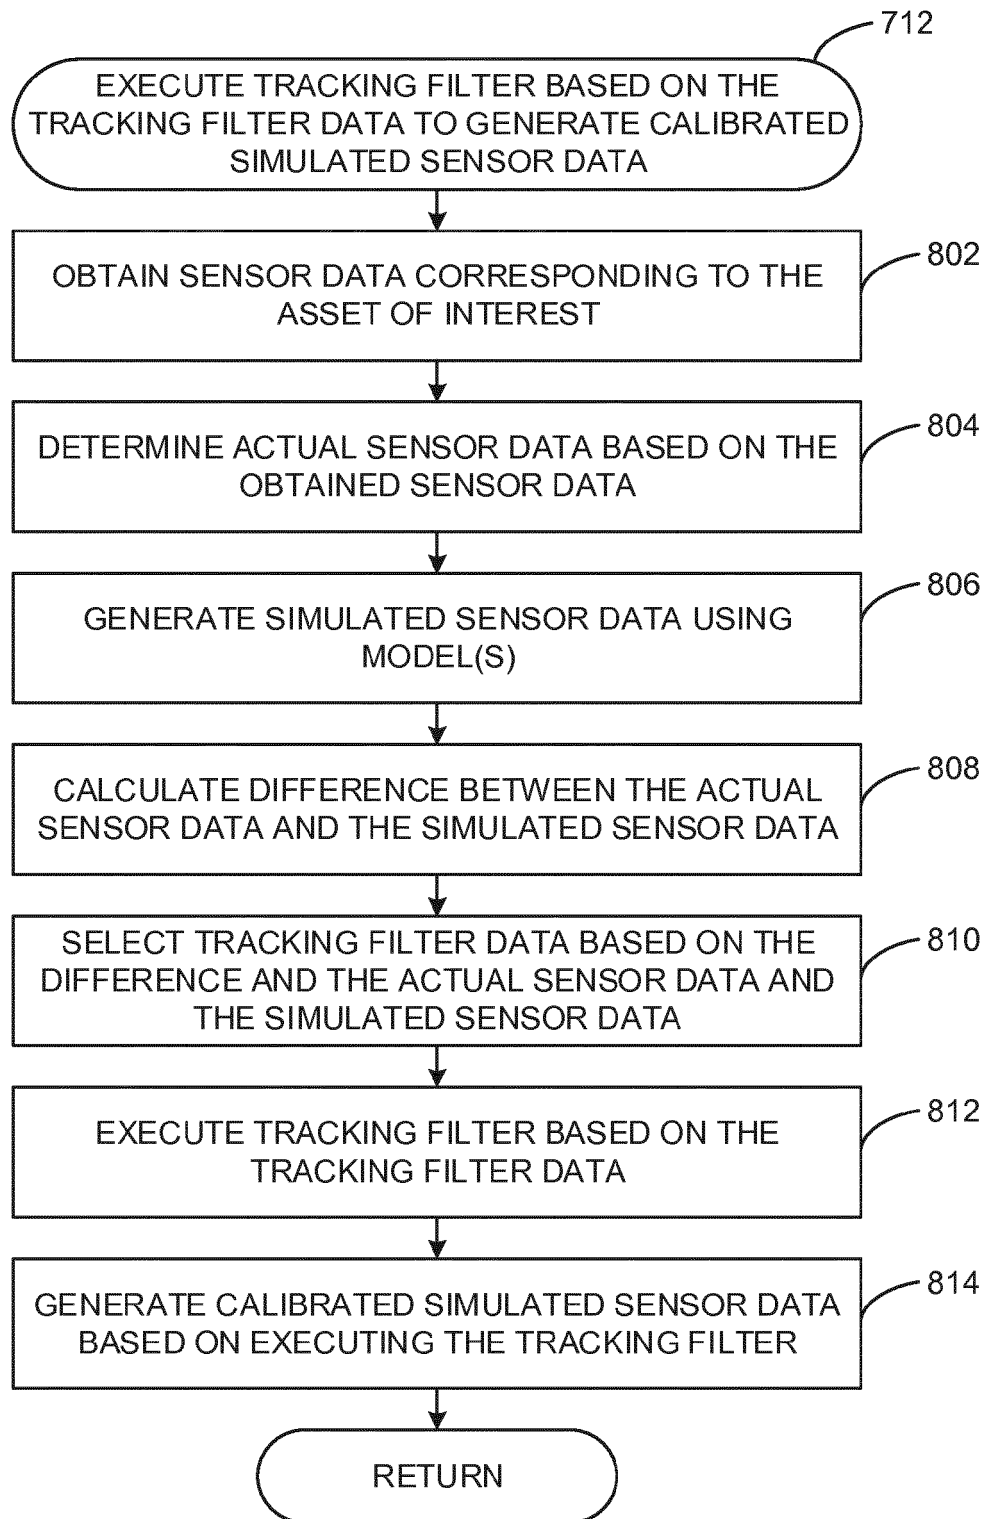 712
EXECUTE TRACKING FILTER BASED ON THE
TRACKING FILTER DATA TO GENERATE CALIBRATED
SIMULATED SENSOR DATA
802
OBTAIN SENSOR DATA CORRESPONDING TO THE
ASSET OF INTEREST
804
DETERMINE ACTUAL SENSOR DATA BASED ON THE
OBTAINED SENSOR DATA
806
GENERATE SIMULATED SENSOR DATA USING
MODEL(S)
808
CALCULATE DIFFERENCE BETWEEN THE ACTUAL
SENSOR DATA AND THE SIMULATED SENSOR DATA
810
SELECT TRACKING FILTER DATA BASED ON THE
DIFFERENCE AND THE ACTUAL SENSOR DATA AND
THE SIMULATED SENSOR DATA
812
EXECUTE TRACKING FILTER BASED ON THE
TRACKING FILTER DATA
814
GENERATE CALIBRATED SIMULATED SENSOR DATA
BASED ON EXECUTING THE TRACKING FILTER
RETURN